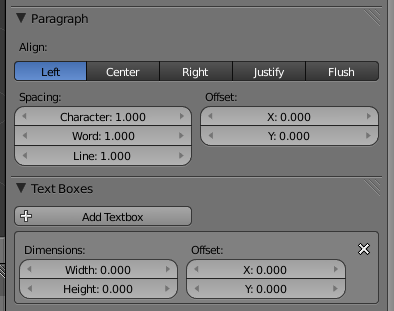 Paragraph
Align:
Left Center Right Justify Flush
Spacing: Offset:
Character: 1.000 X: 0.000
Word: 1.000 Y: 0.000
Line: 1.000
Text Boxes
Add Textbox
Dimensions: Offset:
Width: 0.000 X: 0.000
Height: 0.000 Y: 0.000